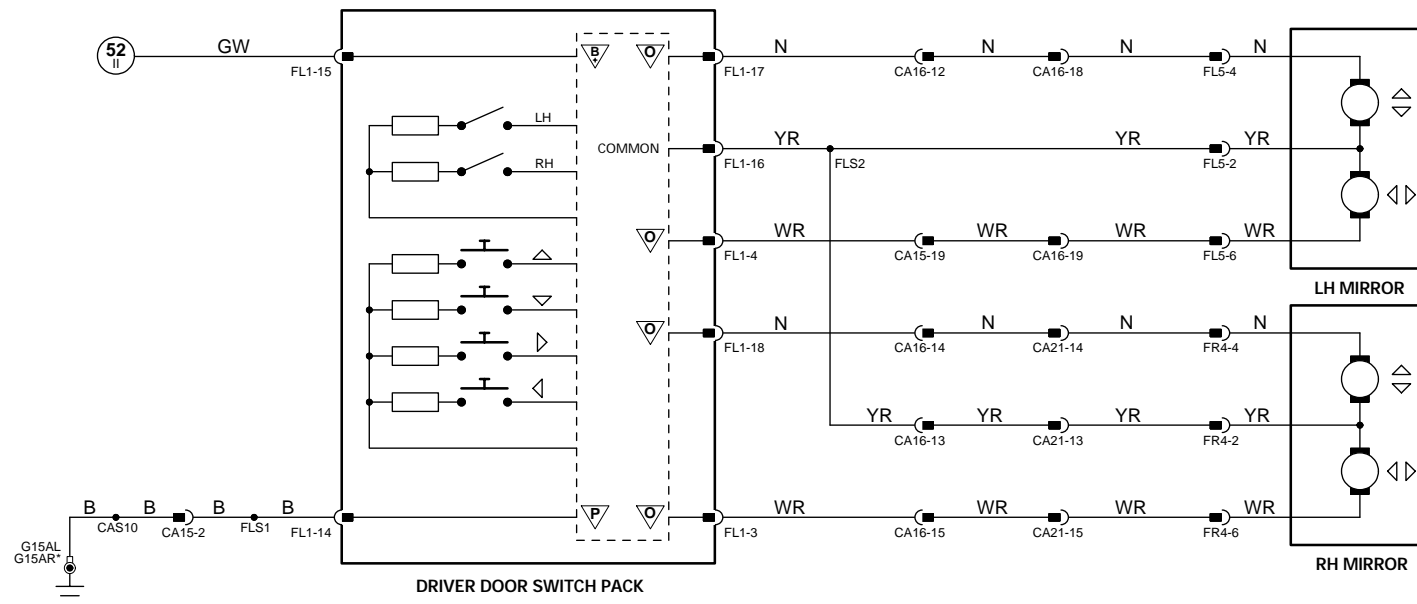 52
II
GW
FL1-15
B
+
O
FL1-17
N
CA16-12
N
CA16-18
N
FL5-4
N
LH
RH
COMMON
FL1-16
YR
FLS2
YR
FL5-2
YR
O
FL1-4
WR
CA15-19
WR
CA16-19
WR
FL5-6
WR
LH MIRROR
O
FL1-18
N
CA16-14
N
CA21-14
N
FR4-4
N
YR
CA16-13
YR
CA21-13
YR
FR4-2
YR
G15AL
G15AR*
B
CAS10
B
CA15-2
B
FLS1
B
FL1-14
P
O
FL1-3
WR
CA16-15
WR
CA21-15
WR
FR4-6
WR
RH MIRROR
DRIVER DOOR SWITCH PACK